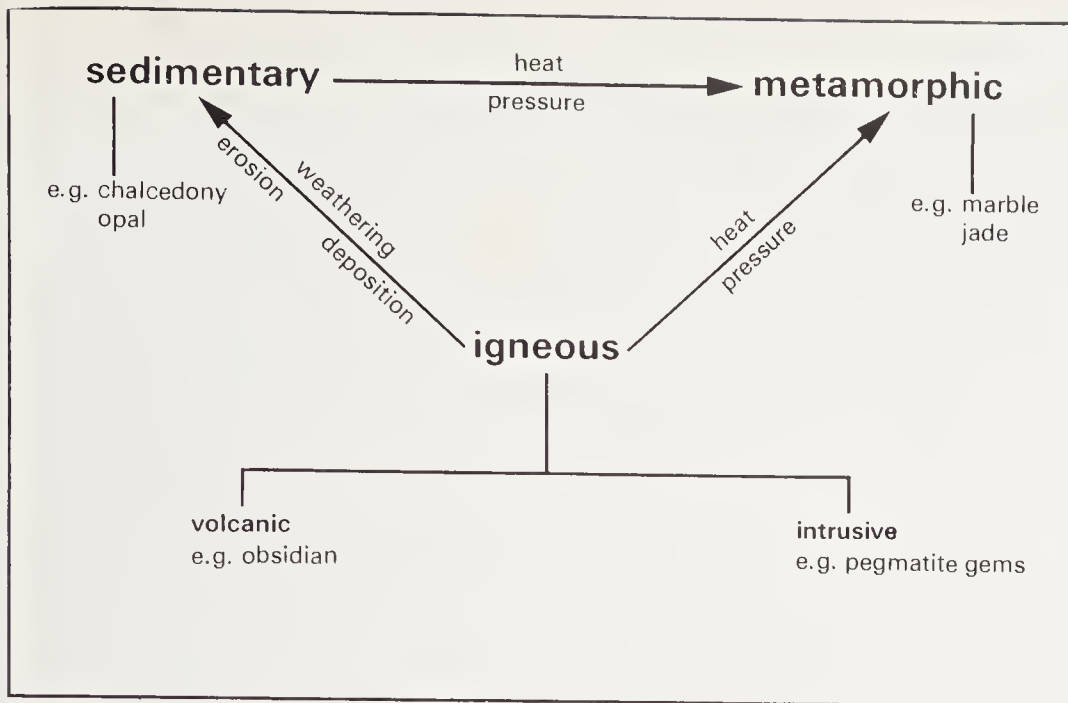 sedimentary
heat
pressure
metamorphic
erosion
weathering
deposition
e.g. chalcedony
opal
heat
pressure
e.g. marble
jade
igneous
volcanic
e.g. obsidian
intrusive
e.g. pegmatite gems